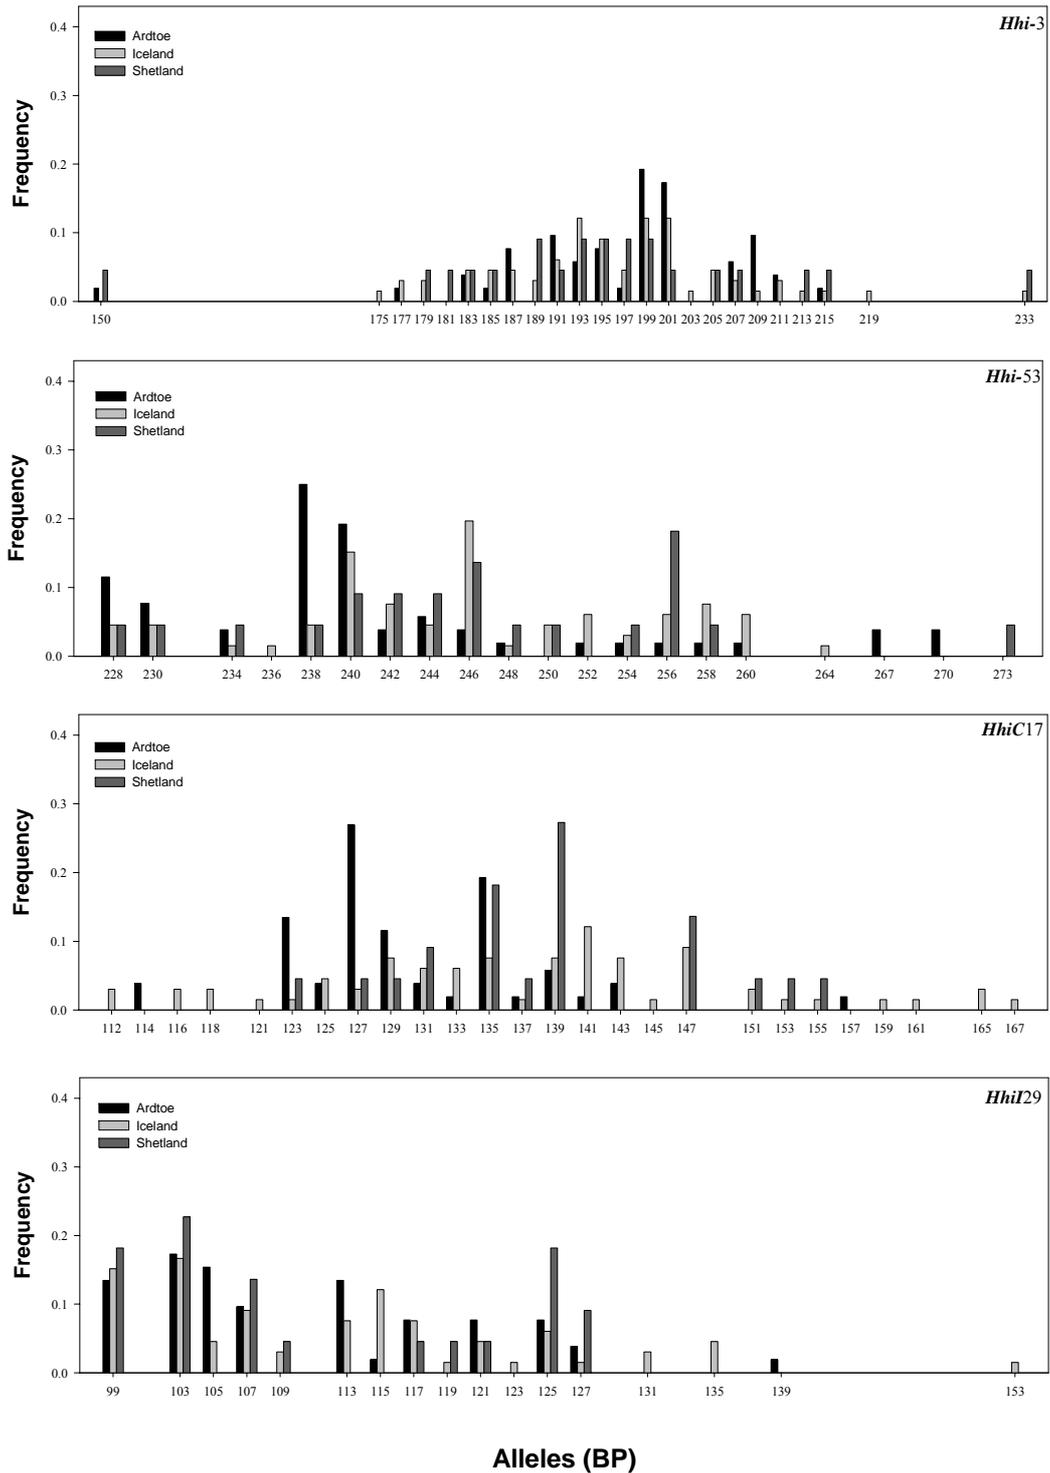 Hhi-3
Ardtoe
Iceland
Shetland
Frequency
0.4
0.3
0.2
0.1
0.0
150 175 177 179 181 183 185 187 189 191 193 195 197 199 201 203 205 207 209 211 213 215 219 233
Hhi-53
Ardtoe
Iceland
Shetland
Frequency
0.4
0.3
0.2
0.1
0.0
228 230 234 236 238 240 242 244 246 248 250 252 254 256 258 260 264 267 270 273
HhiC17
Ardtoe
Iceland
Shetland
Frequency
0.4
0.3
0.2
0.1
0.0
112 114 116 118 121 123 125 127 129 131 133 135 137 139 141 143 145 147 151 153 155 157 159 161 165 167
HhiI29
Ardtoe
Iceland
Shetland
Frequency
0.4
0.3
0.2
0.1
0.0
99 103 105 107 109 113 115 117 119 121 123 125 127 131 135 139 153
Alleles (BP)